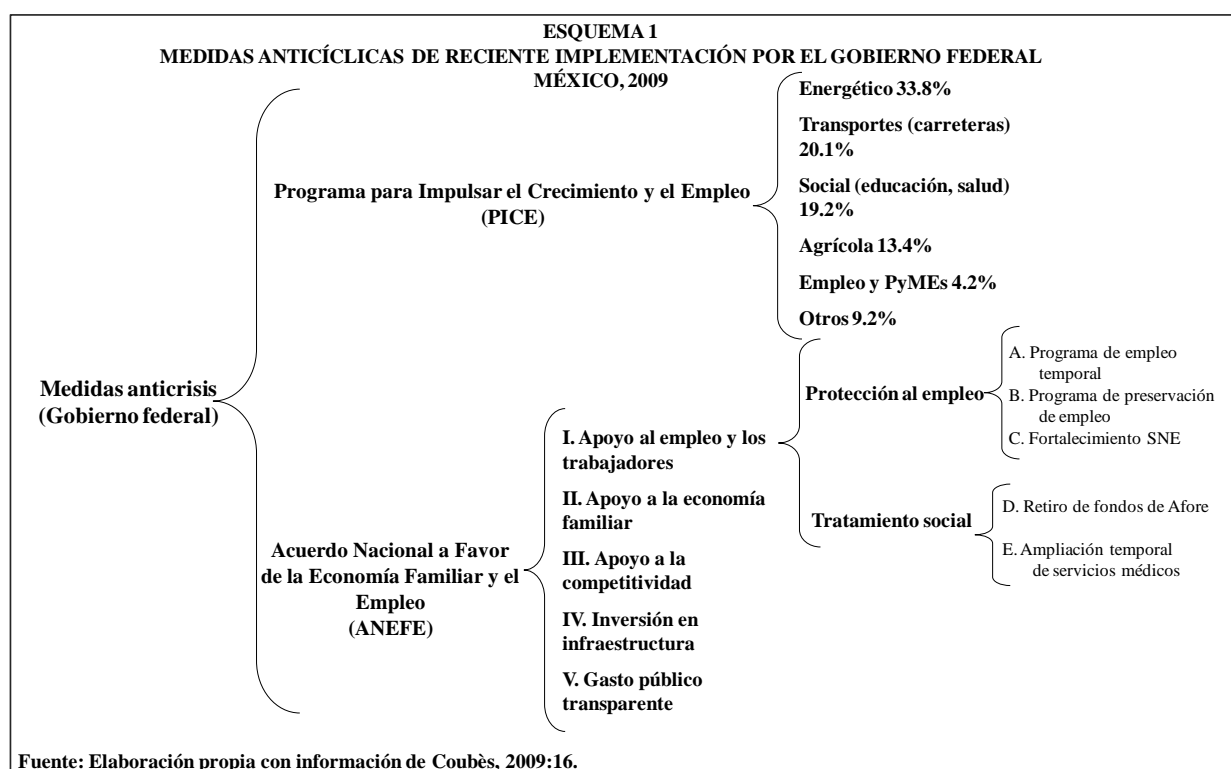 ESQUEMA 1
MEDIDAS ANTICÍCLICAS DE RECIENTE IMPLEMENTACIÓN POR EL GOBIERNO FEDERAL
MÉXICO, 2009
Medidas anticrisis
(Gobierno federal)
Programa para Impulsar el Crecimiento y el Empleo
(PICE)
Energético 33.8%
Transportes (carreteras)
20.1%
Social (educación, salud)
19.2%
Agrícola 13.4%
Empleo y PyMEs 4.2%
Otros 9.2%
Acuerdo Nacional a Favor
de la Economía Familiar y el
Empleo
(ANEFE)
I. Apoyo al empleo y los
trabajadores
II. Apoyo a la economía
familiar
III. Apoyo a la
competitividad
IV. Inversión en
infraestructura
V. Gasto público
transparente
Protección al empleo
A. Programa de empleo
temporal
B. Programa de preservación
de empleo
C. Fortalecimiento SNE
Tratamiento social
D. Retiro de fondos de Afore
E. Ampliación temporal
de servicios médicos
Fuente: Elaboración propia con información de Coubès, 2009:16.